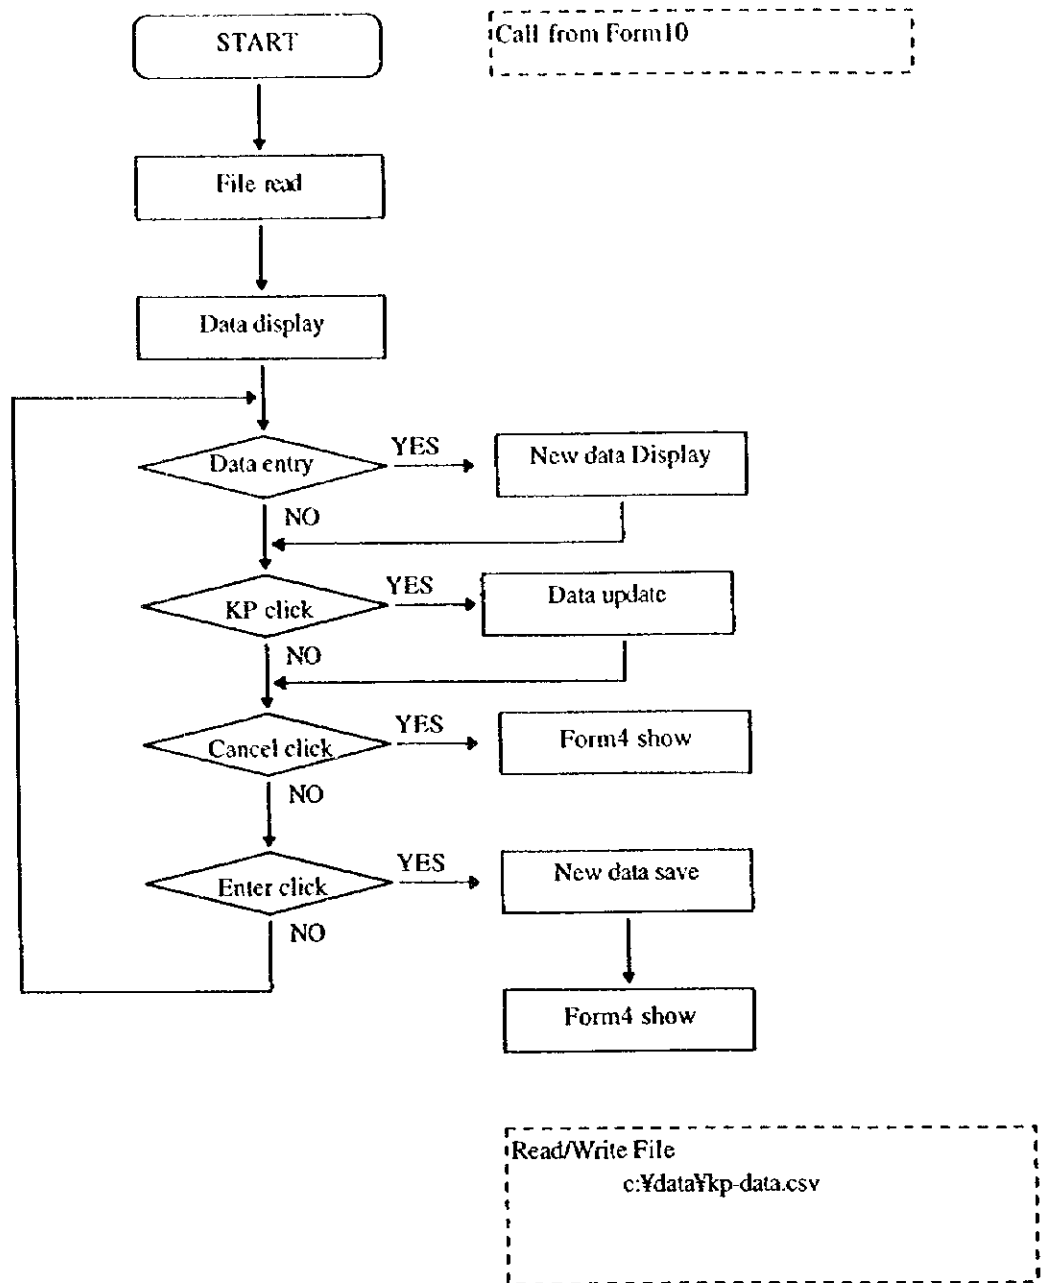 START
Call from Form10
File read
Data display
Data entry
YES
New data Display
NO
KP click
YES
Data update
NO
Cancel click
YES
Form4 show
NO
Enter click
YES
New data save
NO
Form4 show
Read/Write File
c:¥data¥kp-data.csv